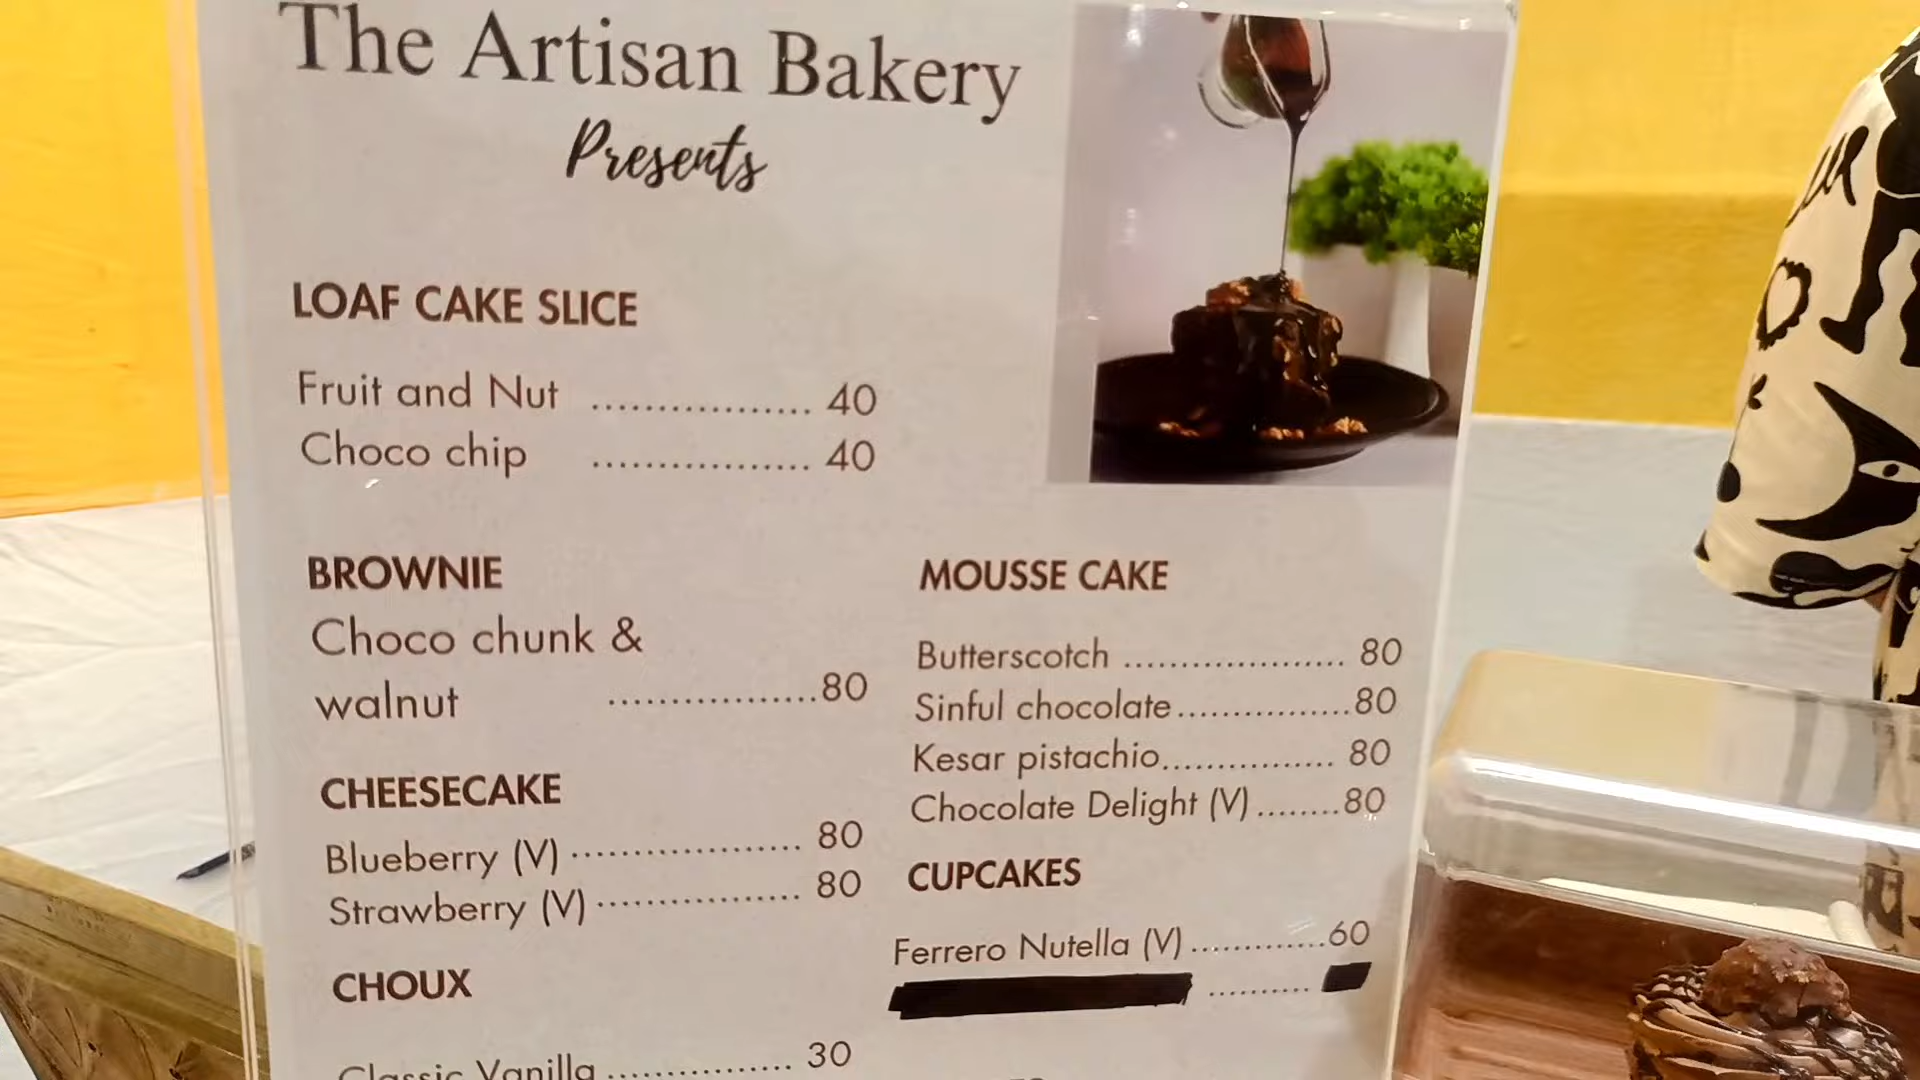 The Artisan Bakery
Presents
LOAF CAKE SLICE
Fruit and Nut ................. 40
Choco chip ................. 40
BROWNIE
Choco chunk &
walnut ................80
CHEESECAKE
Blueberry (V) .................. 80
Strawberry (V) ................ 80
CHOUX
Classic Vanilla .............. 30
MOUSSE CAKE
Butterscotch .................... 80
Sinful chocolate ................80
Kesar pistachio................ 80
Chocolate Delight (V) ........80
CUPCAKES
Ferrero Nutella (V) .............60